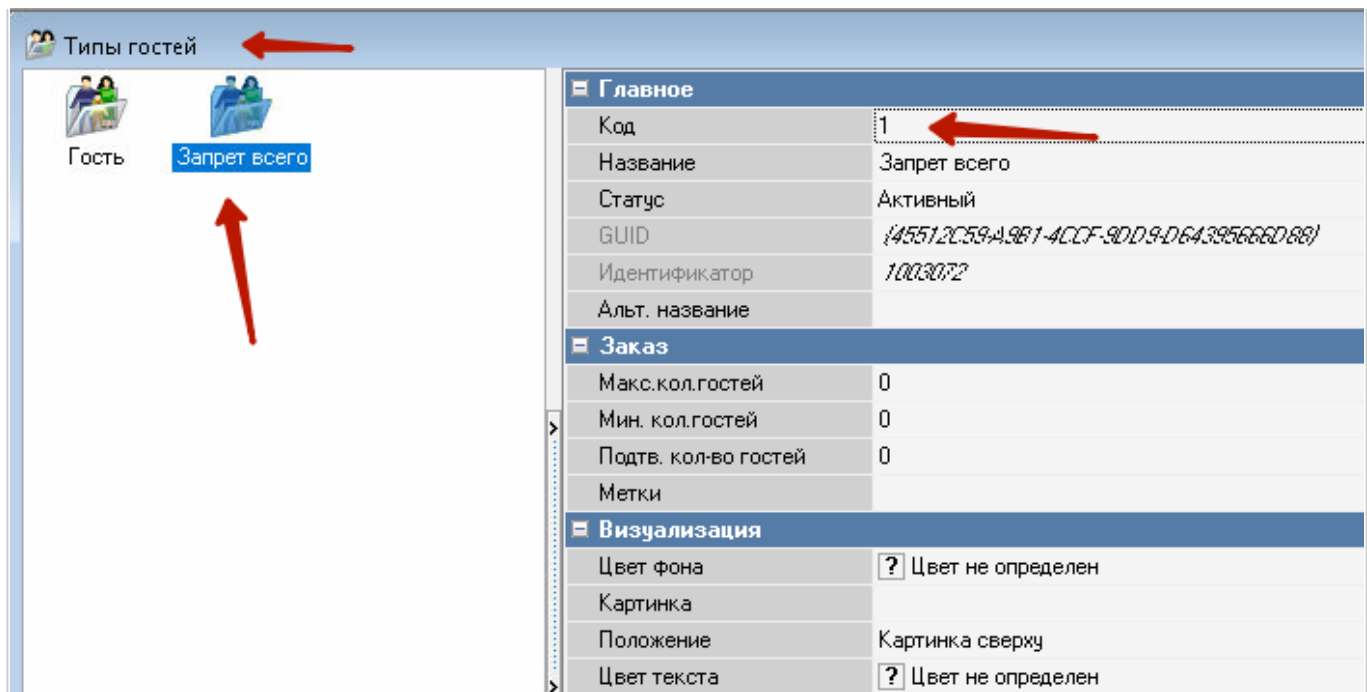 Типы гостей
Гость
Запрет всего
Главное
Код 1
Название Запрет всего
Статус Активный
GUID {45512C59-A9B1-4CCF-9DD9-D64395666D88}
Идентификатор 1003072
Альт. название
Заказ
Макс.кол.гостей 0
Мин. кол.гостей 0
Подтв. кол-во гостей 0
Метки
Визуализация
Цвет фона ? Цвет не определен
Картинка
Положение Картинка сверху
Цвет текста ? Цвет не определен